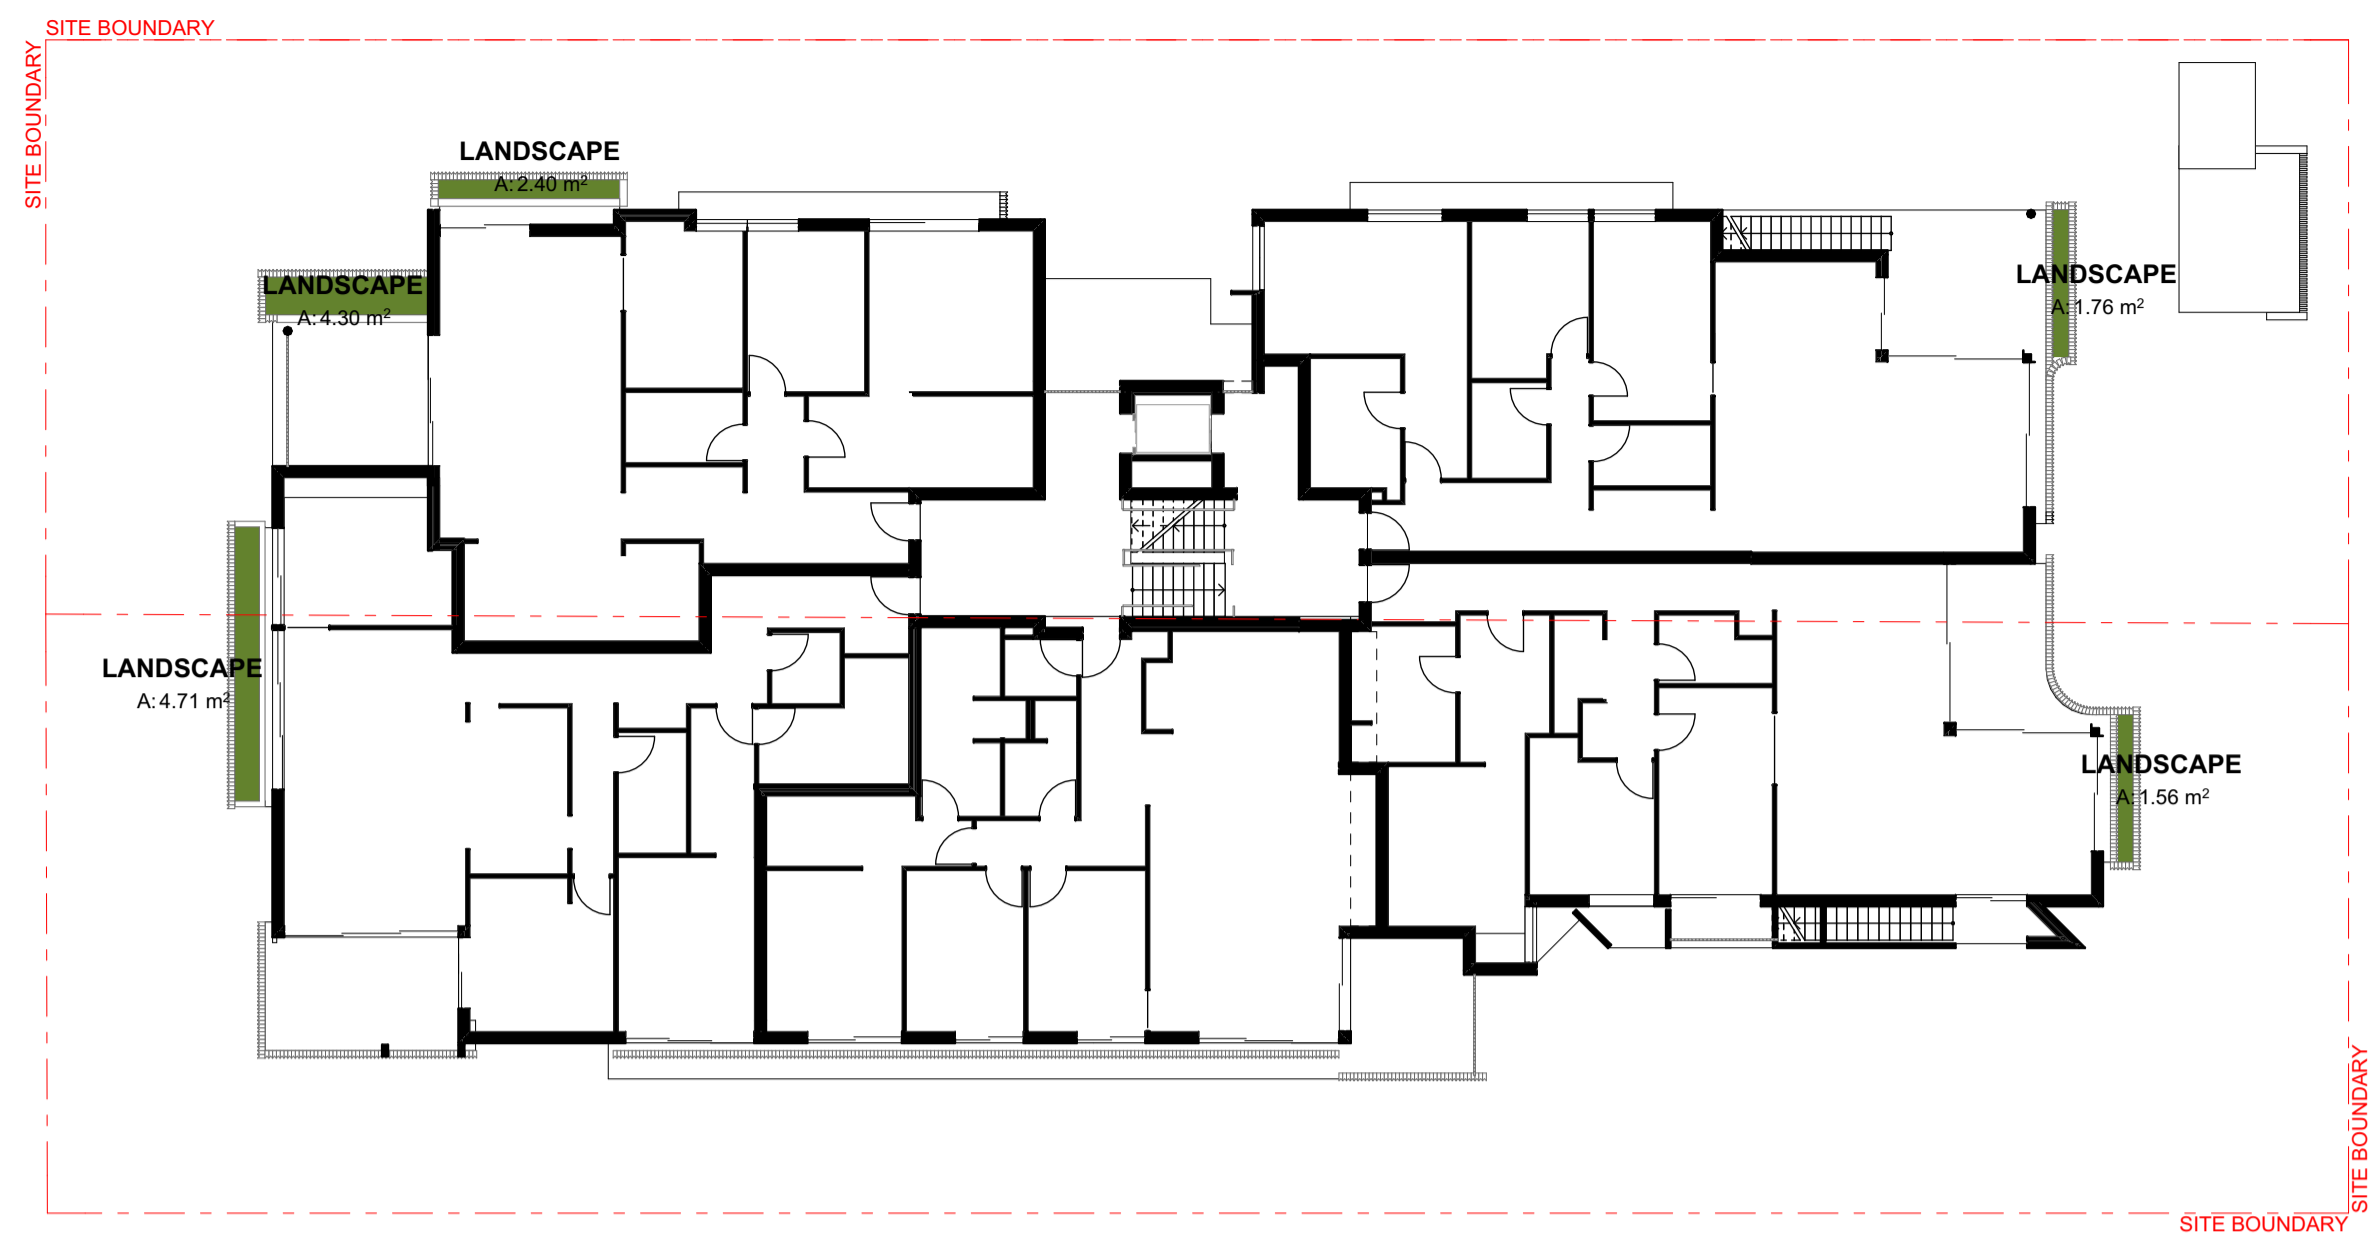 SITE BOUNDARY
SITE BOUNDARY
LANDSCAPE
A: 2.40 m²
LANDSCAPE
A: 4.30 m²
LANDSCAPE
A: 1.76 m²
LANDSCAPE
A: 4.71 m²
LANDSCAPE
A: 1.56 m²
SITE BOUNDARY
SITE BOUNDARY